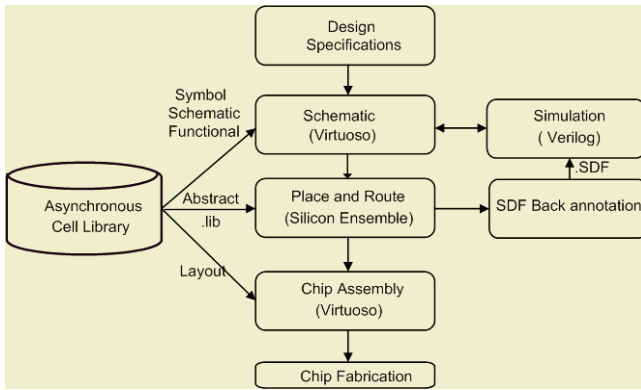 Design
Specifications
Symbol
Schematic
Functional
Schematic
(Virtuoso)
Simulation
( Verilog)
.SDF
Asynchronous
Cell Library
Abstract
.lib
Place and Route
(Silicon Ensemble)
SDF Back annotation
Layout
Chip Assembly
(Virtuoso)
Chip Fabrication